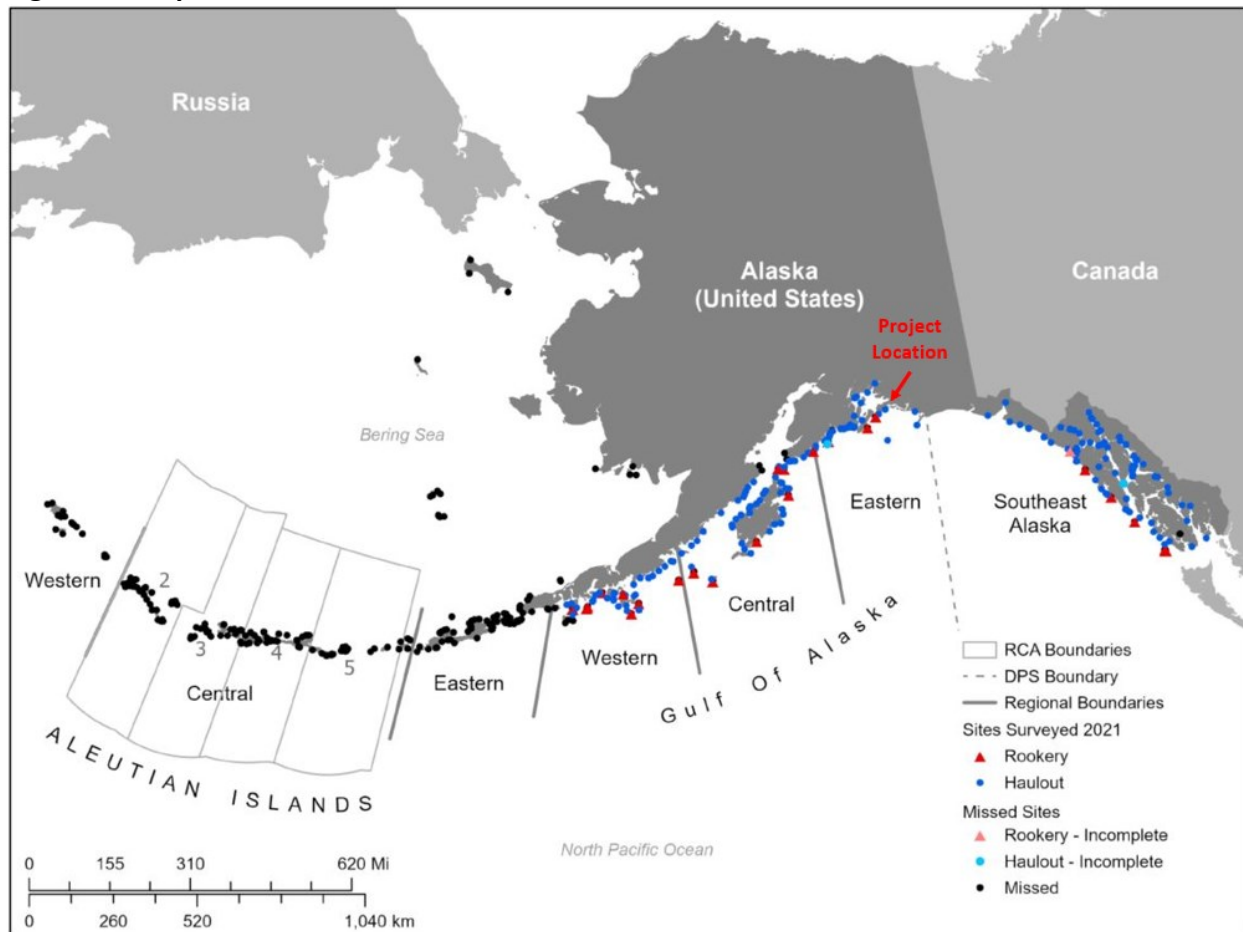 Russia
Alaska
(United States)
Canada
Project
Location
Bering Sea
Western
2
3
4
5
Central
Eastern
Western
Central
Eastern
Southeast
Alaska
Gulf Of Alaska
ALEUTIAN ISLANDS
North Pacific Ocean
RCA Boundaries
DPS Boundary
Regional Boundaries
Sites Surveyed 2021
Rookery
Haulout
Missed Sites
Rookery - Incomplete
Haulout - Incomplete
Missed
0 155 310 620 Mi
0 260 520 1,040 km